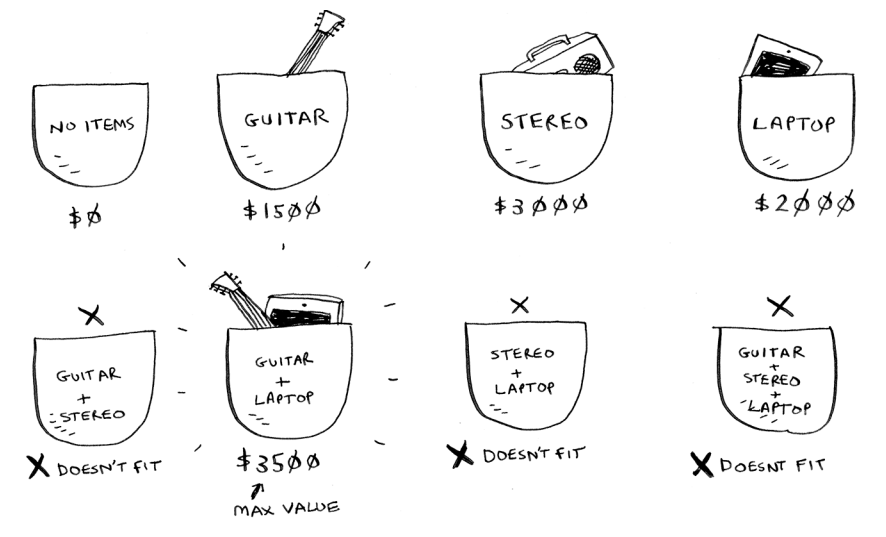 NO ITEMS
$0
GUITAR
$1500
STEREO
$3000
LAPTOP
$2000
X
GUITAR
+
STEREO
X DOESN'T FIT
GUITAR
+
LAPTOP
$3500
MAX VALUE
X
STEREO
+
LAPTOP
X DOESN'T FIT
X
GUITAR
+
STEREO
+
LAPTOP
X DOESNT FIT